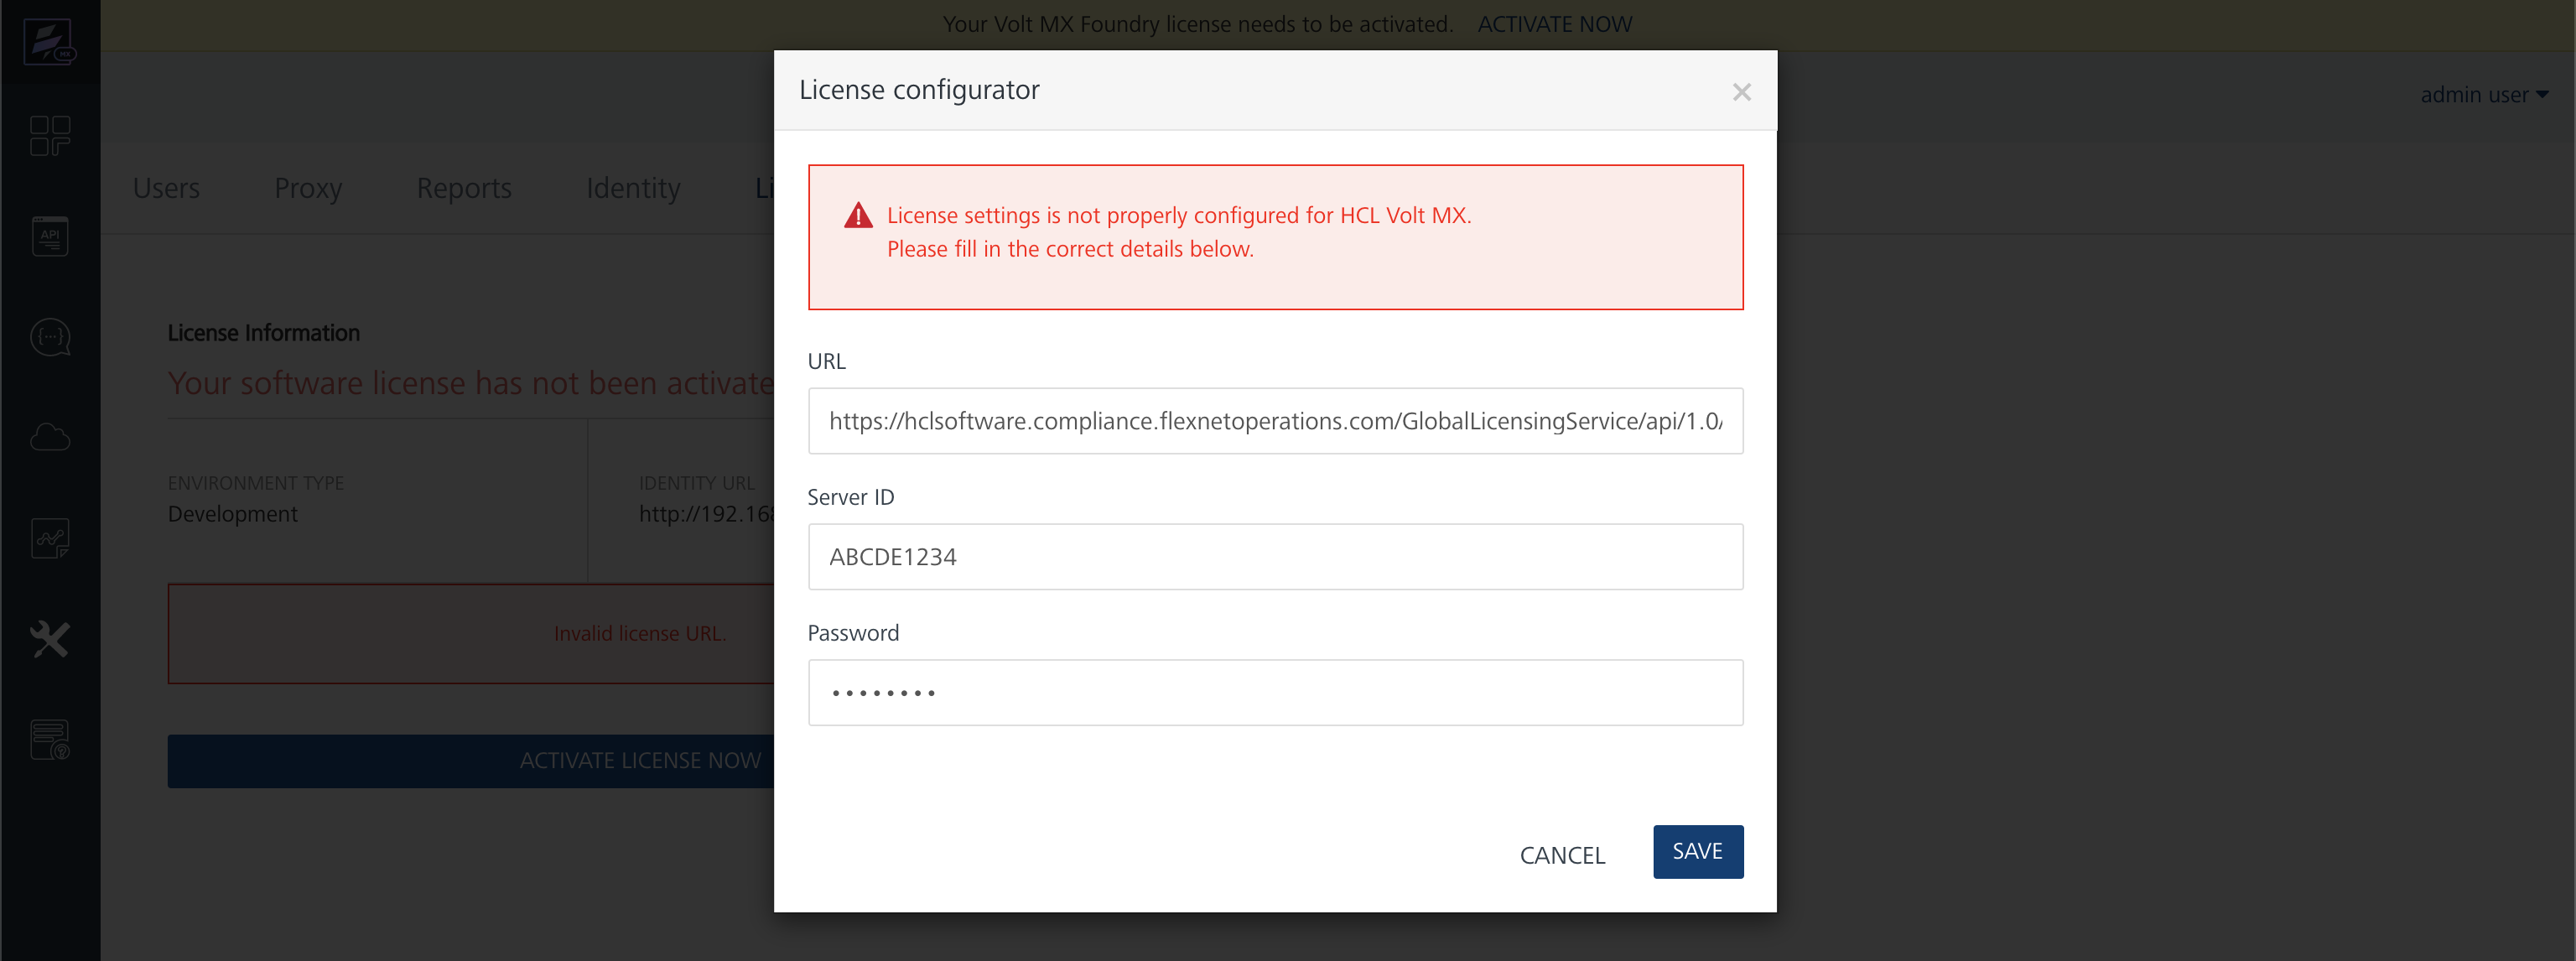 Your Volt MX Foundry license needs to be activated. ACTIVATE NOW
MX
License configurator
admin user
Users Proxy Reports Identity
License settings is not properly configured for HCL Volt MX.
Please fill in the correct details below.
API
License Information
Your software license has not been activate
URL
https://hclsoftware.compliance.flexnetoperations.com/GlobalLicensingService/api/1.0/
ENVIRONMENT TYPE IDENTITY URL
Development http://192.168
Server ID
ABCDE1234
Invalid license URL.
Password
••••••••
ACTIVATE LICENSE NOW
CANCEL SAVE